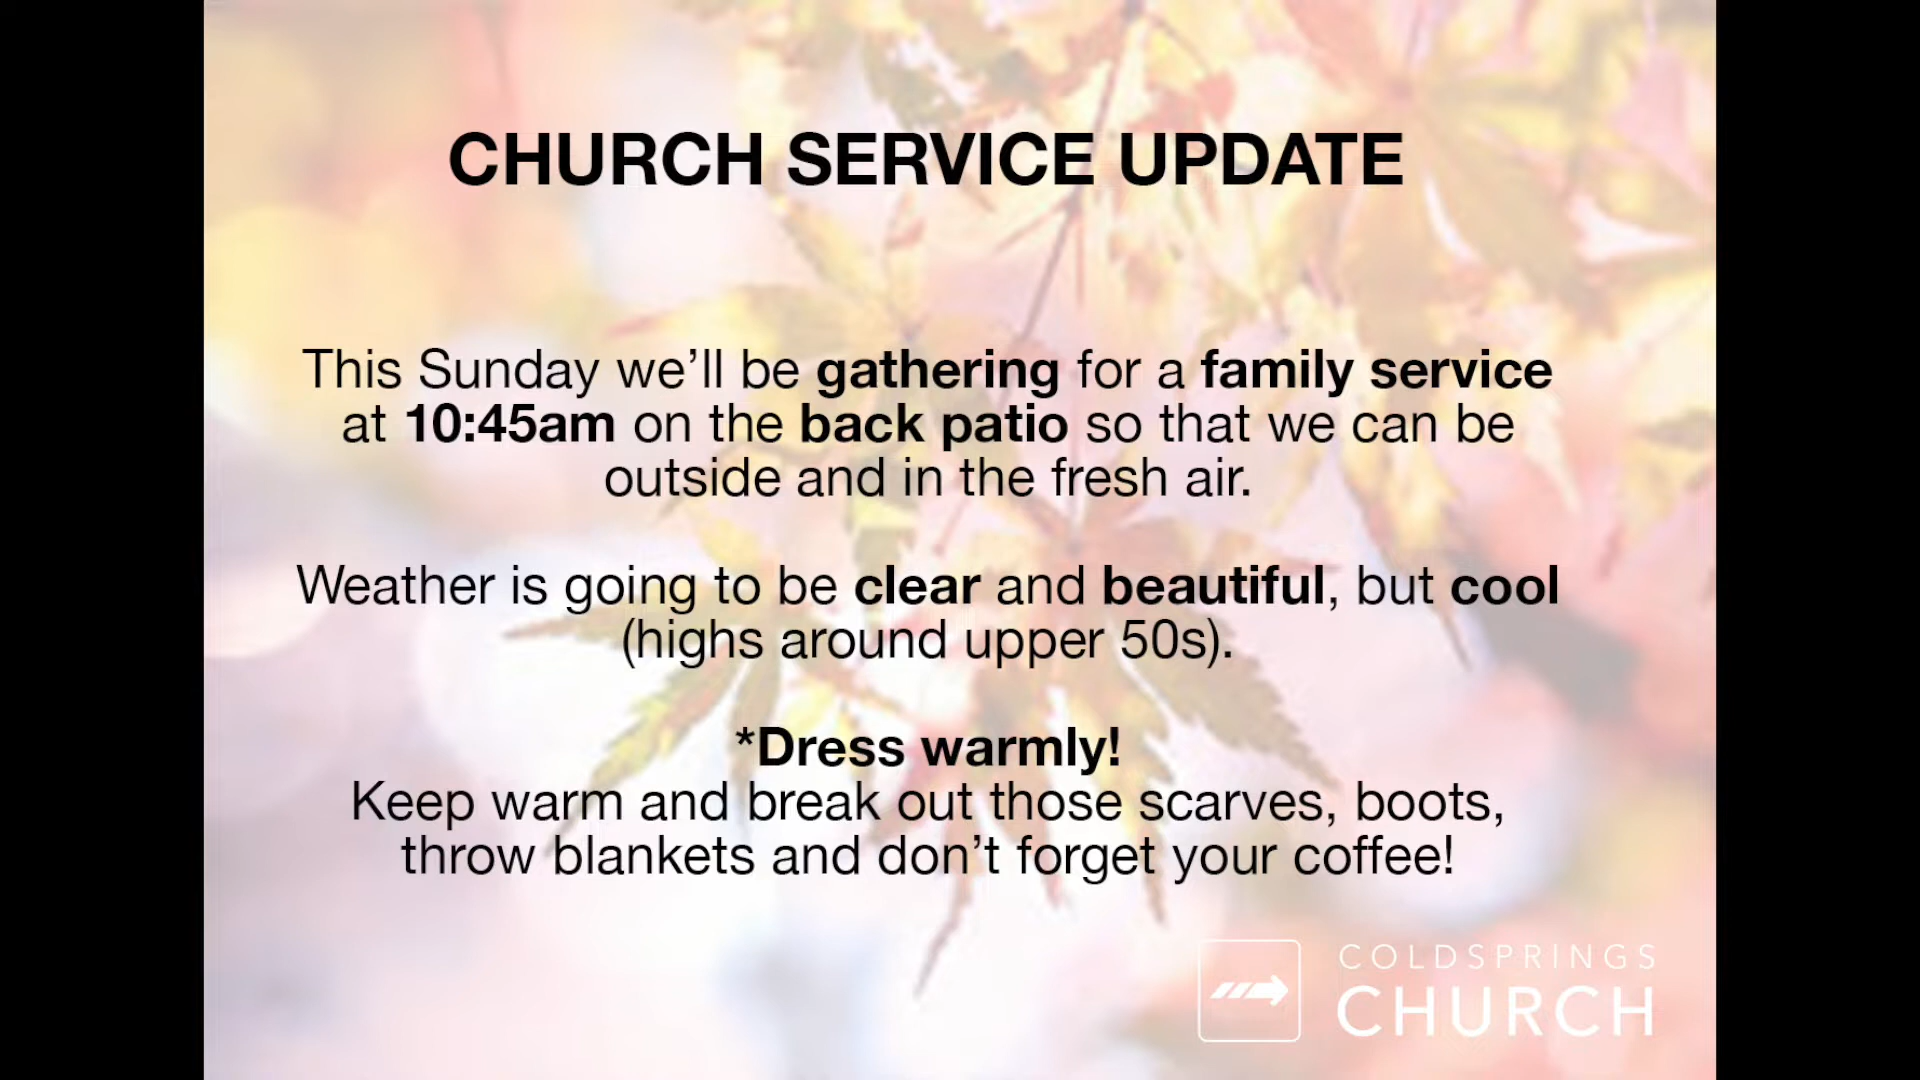 CHURCH SERVICE UPDATE
This Sunday we’ll be gathering for a family service
at 10:45am on the back patio so that we can be
outside and in the fresh air.
Weather is going to be clear and beautiful, but cool
(highs around upper 50s).
*Dress warmly!
Keep warm and break out those scarves, boots,
throw blankets and don’t forget your coffee!
COLDSPRINGS
CHURCH